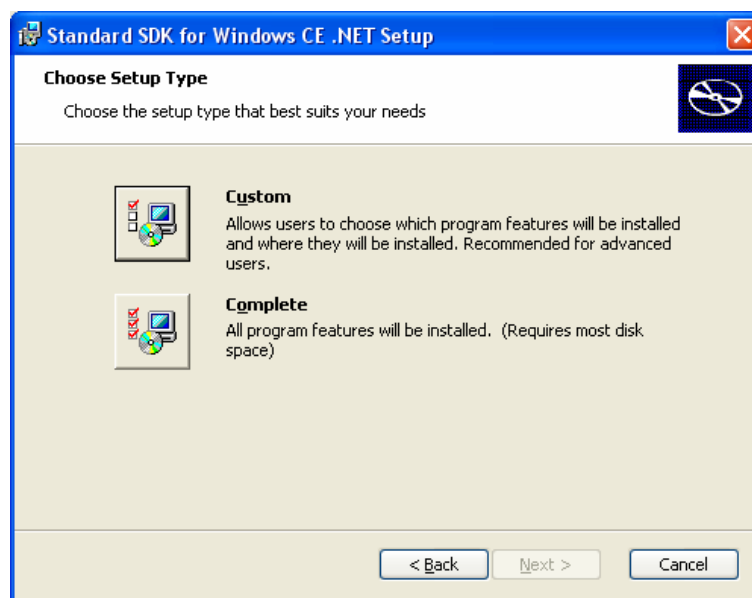 Standard SDK for Windows CE .NET Setup
Choose Setup Type
Choose the setup type that best suits your needs
Custom
Allows users to choose which program features will be installed
and where they will be installed. Recommended for advanced
users.
Complete
All program features will be installed. (Requires most disk
space)
< Back Next > Cancel